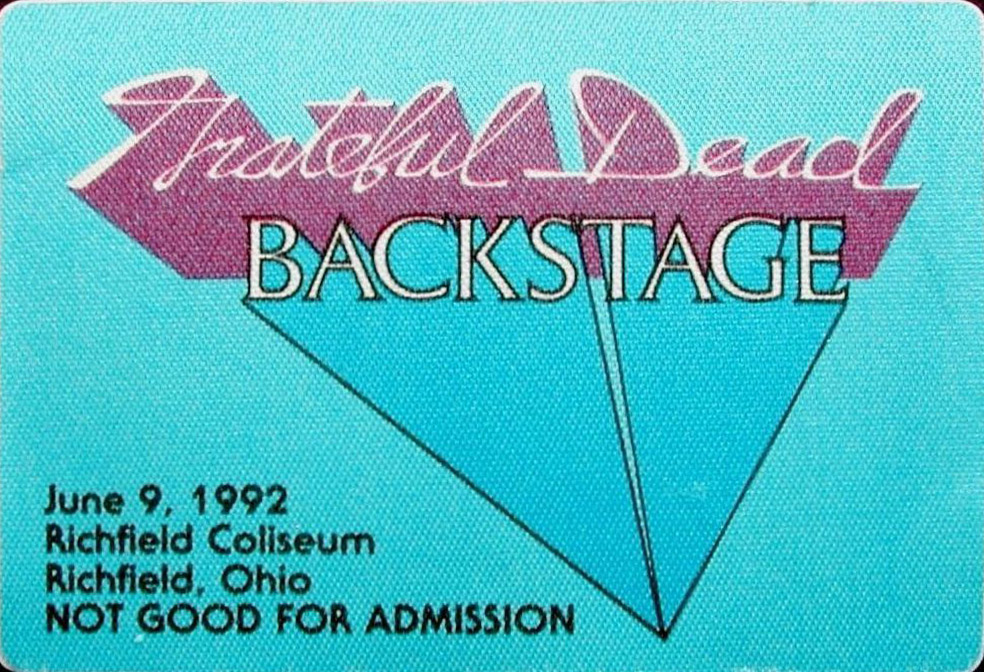 Grateful Dead
BACKSTAGE
June 9, 1992
Richfield Coliseum
Richfield, Ohio
NOT GOOD FOR ADMISSION